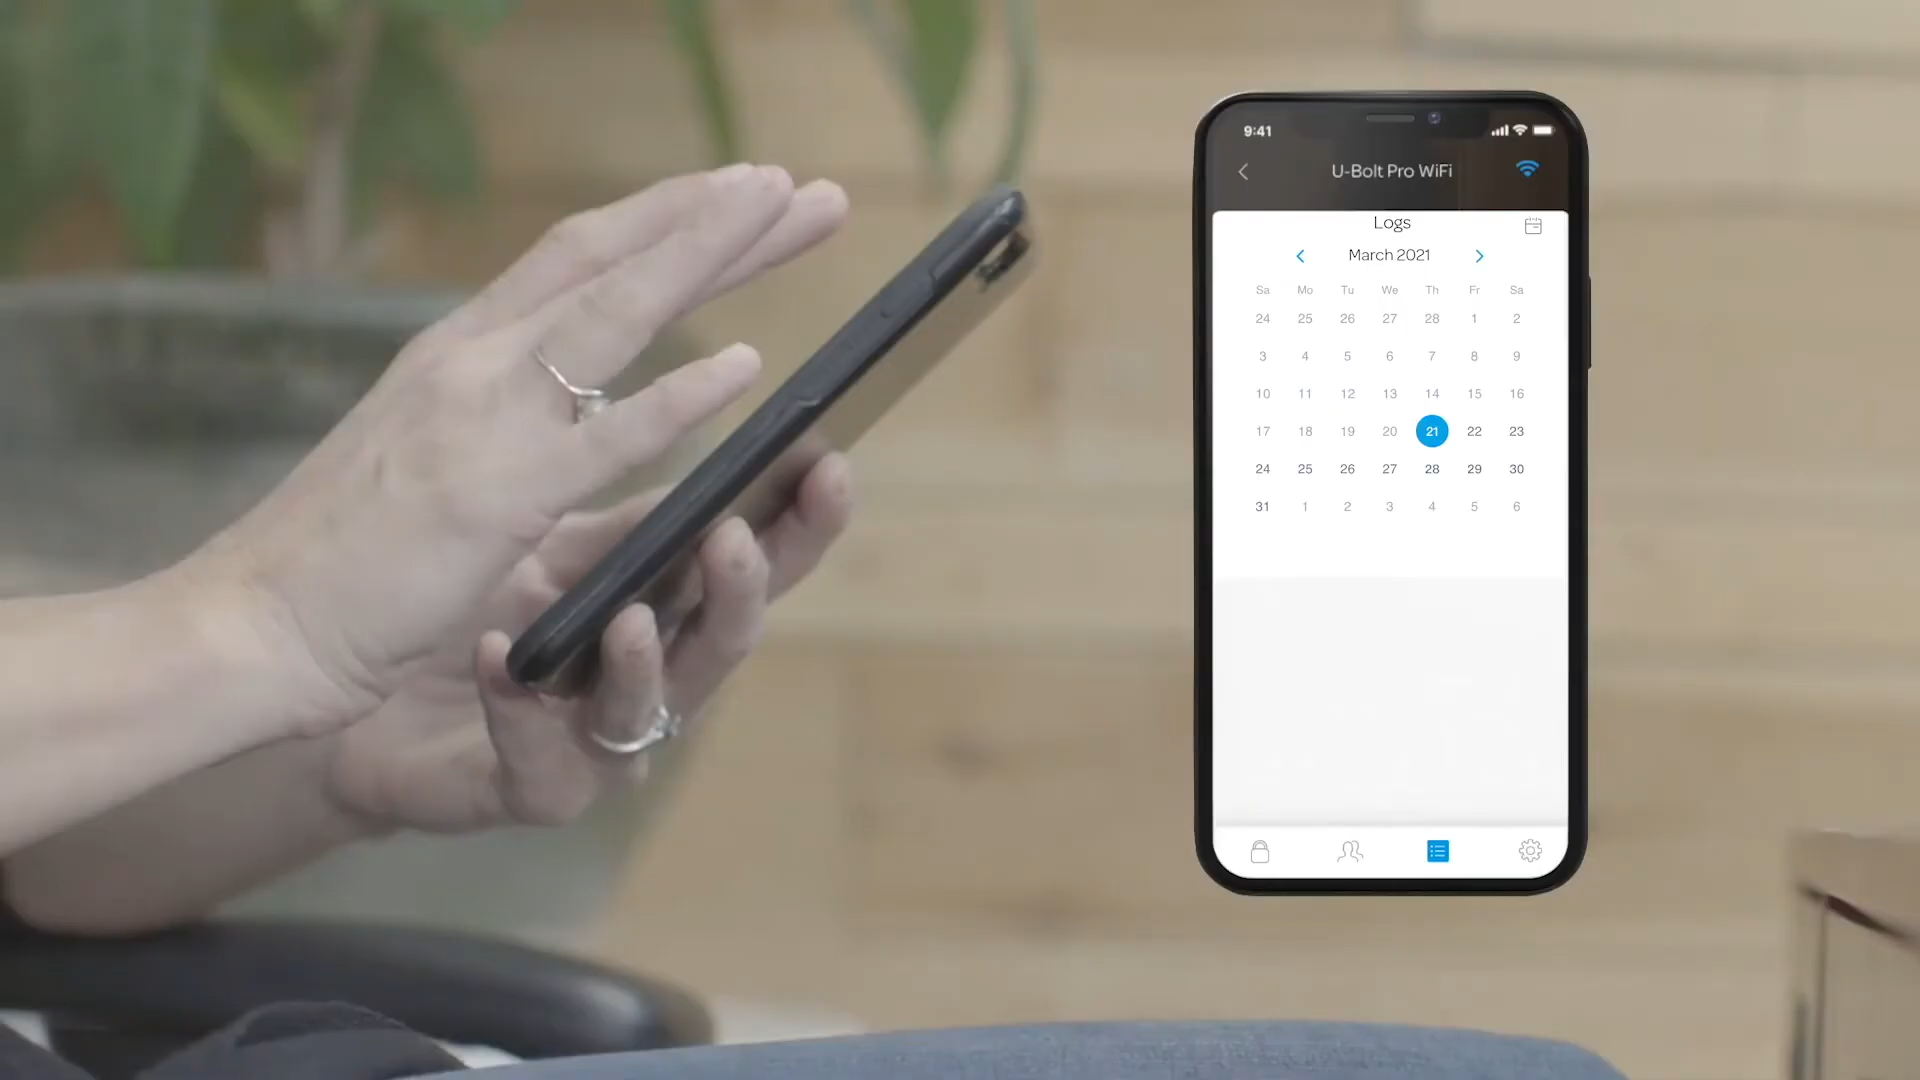 9:41
U-Bolt Pro WiFi
Logs
March 2021
Sa Mo Tu We Th Fr Sa
24 25 26 27 28 1 2
3 4 5 6 7 8 9
10 11 12 13 14 15 16
17 18 19 20 21 22 23
24 25 26 27 28 29 30
31 1 2 3 4 5 6